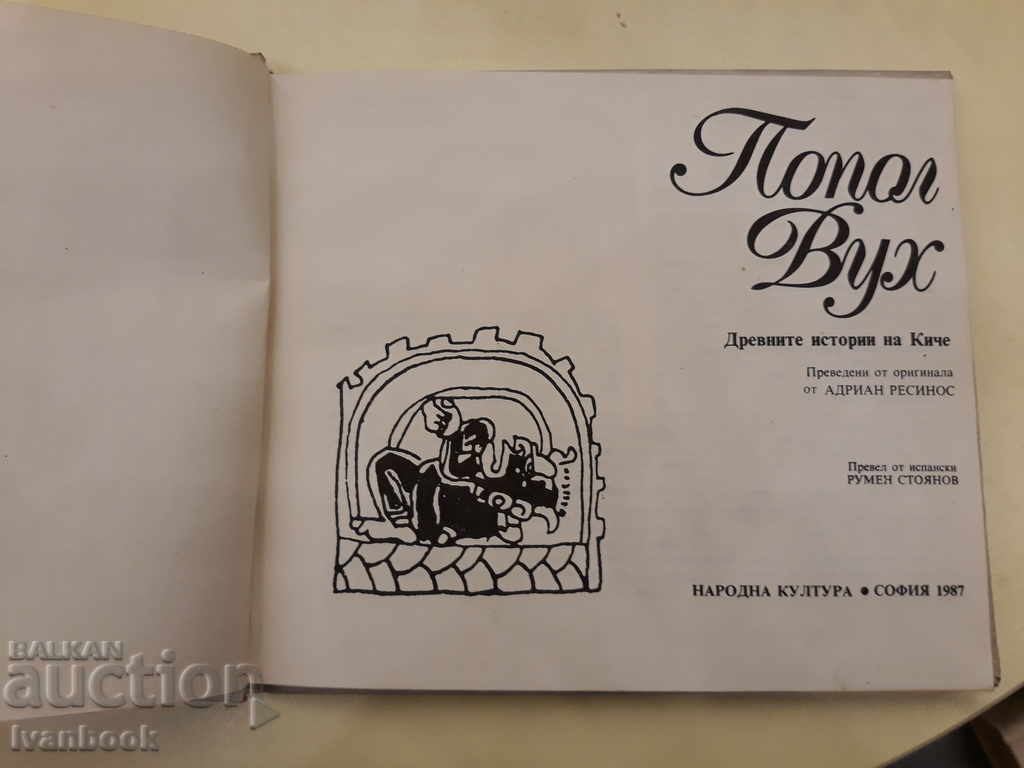 Попол
Вух
Древните истории на Киче
Преведени от оригинала
от АДРИАН РЕСИНОС
Превел от испански
РУМЕН СТОЯНОВ
НАРОДНА КУЛТУРА • СОФИЯ 1987
BALKAN
auction
Ivanbook